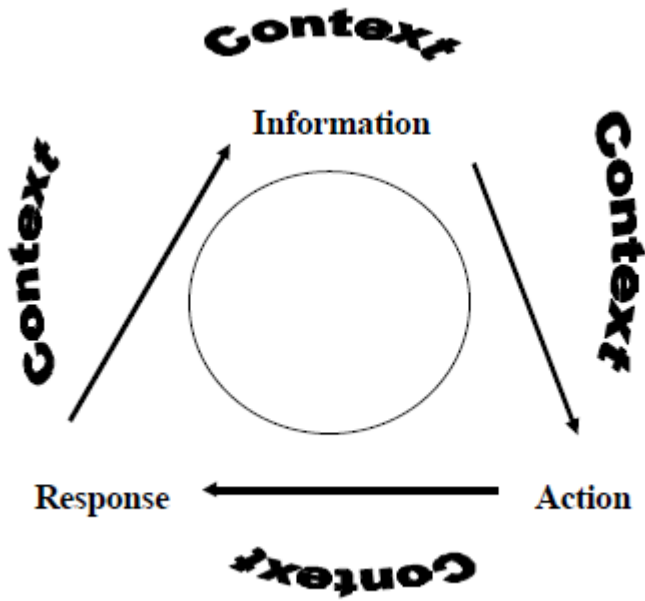 Context
Information
Context
Context
Response
Action
Context